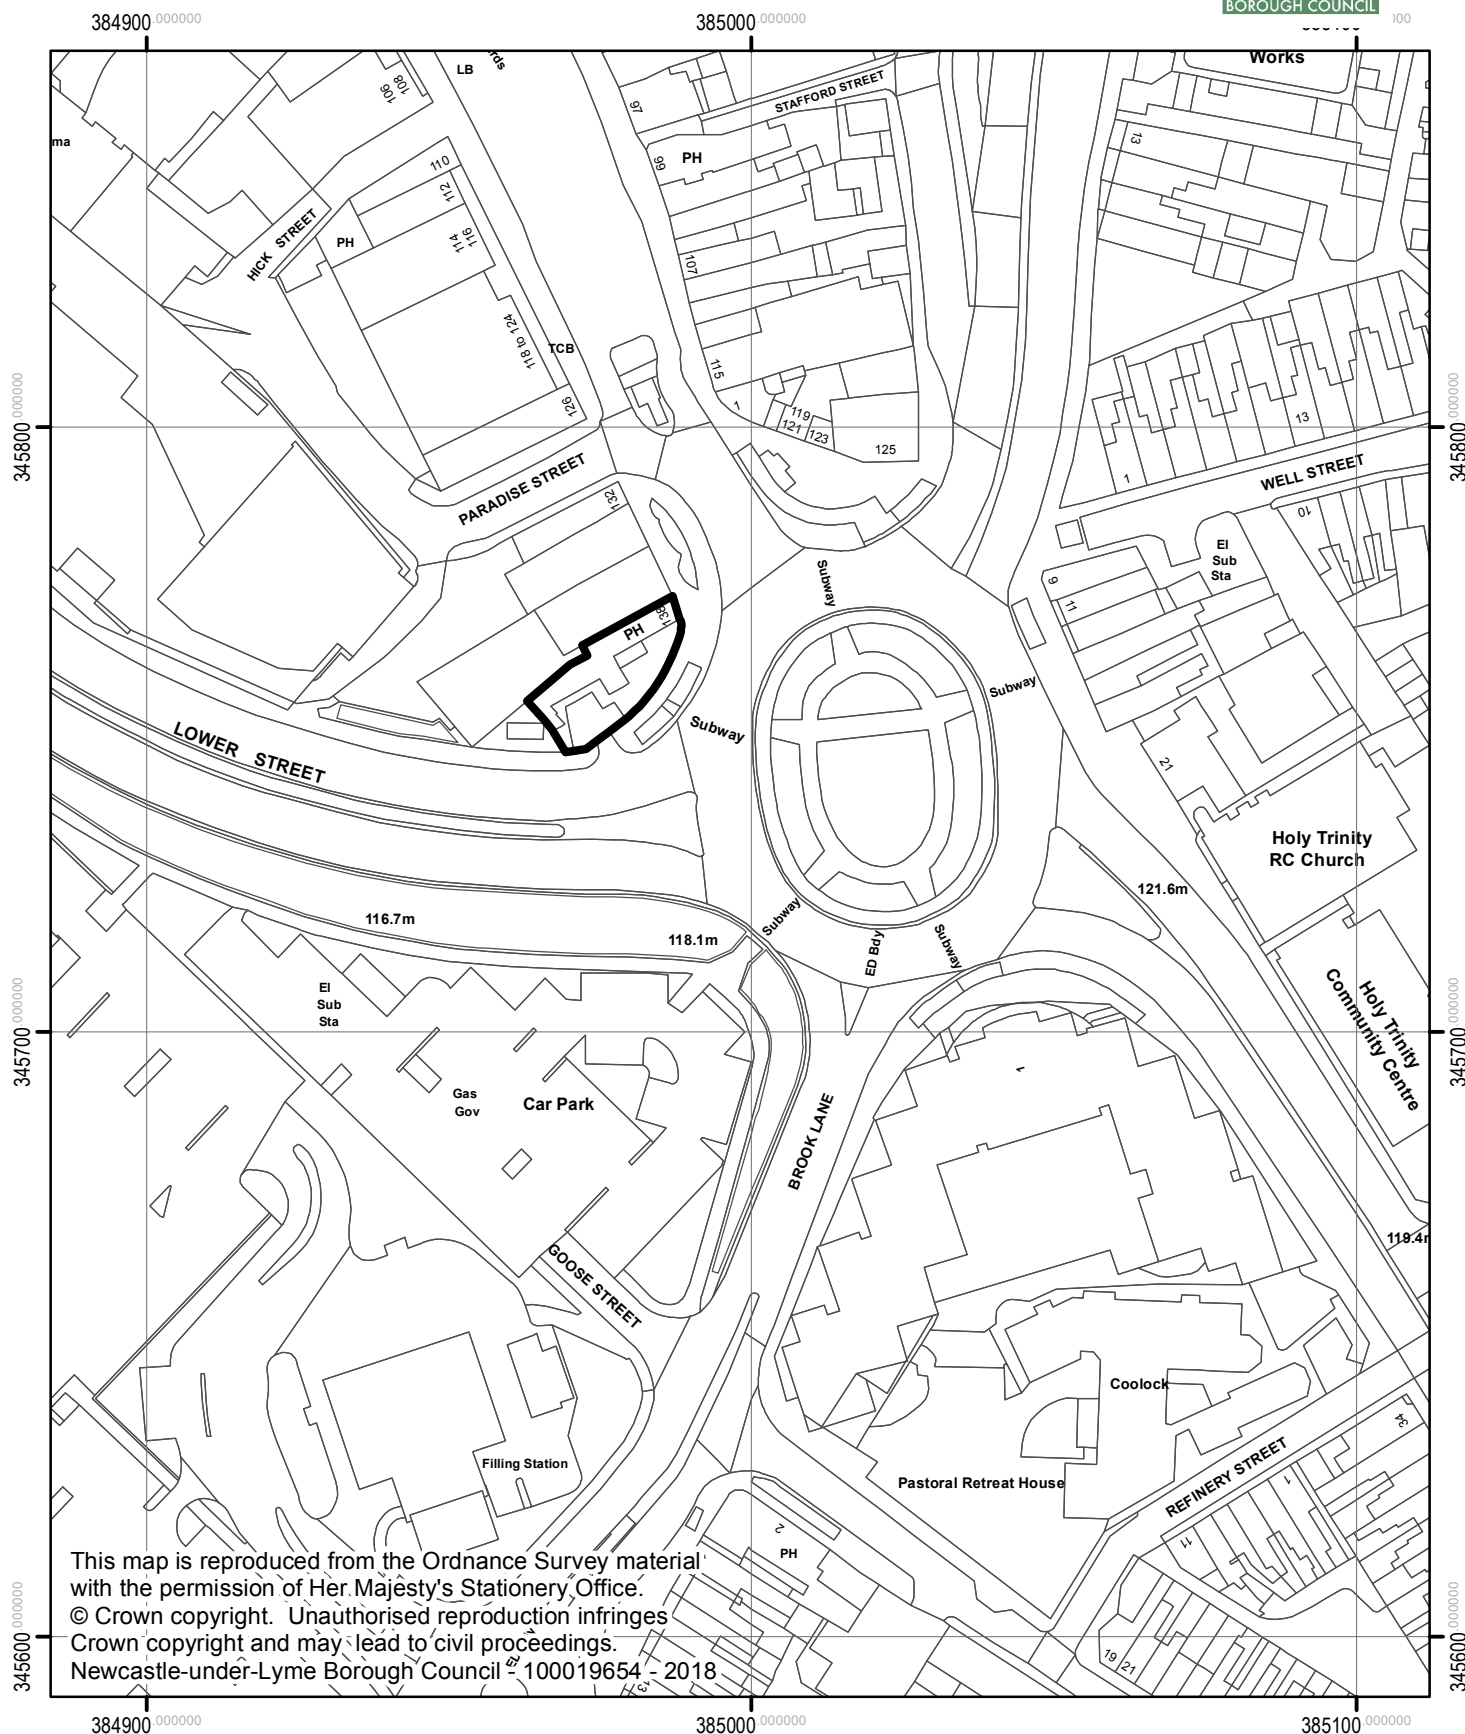 BOROUGH COUNCIL
384900.000000
385000.000000
Works
LB
rds
106
108
97
STAFFORD STREET
ma
13
110
99
PH
112
HICK STREET
PH
114
116
107
118 to 124
TCB
115
126
1
119
121
123
125
13
345800.000000
345800.000000
PARADISE STREET
132
1
WELL STREET
10
El
Sub
Sta
Subway
9
11
138
PH
Subway
Subway
LOWER STREET
21
Holy Trinity
RC Church
121.6m
116.7m
118.1m
Subway
ED Bdy
Subway
Holy Trinity
Community Centre
El
Sub
Sta
345700.000000
345700.000000
1
Gas
Gov
Car Park
BROOK LANE
119.4m
GOOSE STREET
Coolock
34
Filling Station
Pastoral Retreat House
REFINERY STREET
1
2
PH
11
This map is reproduced from the Ordnance Survey material
with the permission of Her Majesty's Stationery Office.
© Crown copyright. Unauthorised reproduction infringes
Crown copyright and may lead to civil proceedings.
Newcastle-under-Lyme Borough Council - 100019654 - 2018
13
19
21
345600.000000
345600.000000
384900.000000
385000.000000
385100.000000